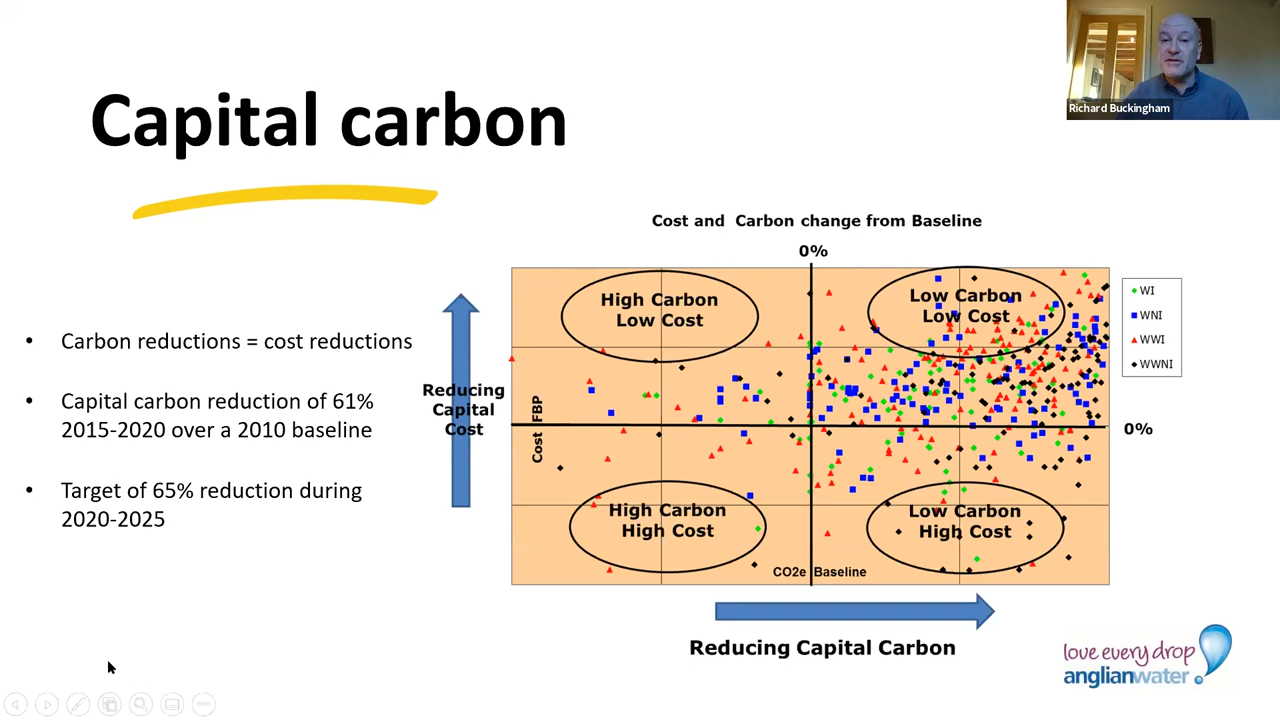 Richard Buckingham
Capital carbon
Cost and Carbon change from Baseline
0%
High Carbon
Low Cost
Low Carbon
Low Cost
WI
WNI
WWI
WWNI
• Carbon reductions = cost reductions
• Capital carbon reduction of 61%
2015-2020 over a 2010 baseline
• Target of 65% reduction during
2020-2025
Reducing
Capital
Cost
Cost FBP
0%
High Carbon
High Cost
Low Carbon
High Cost
CO2e Baseline
Reducing Capital Carbon
love every drop
anglianwater